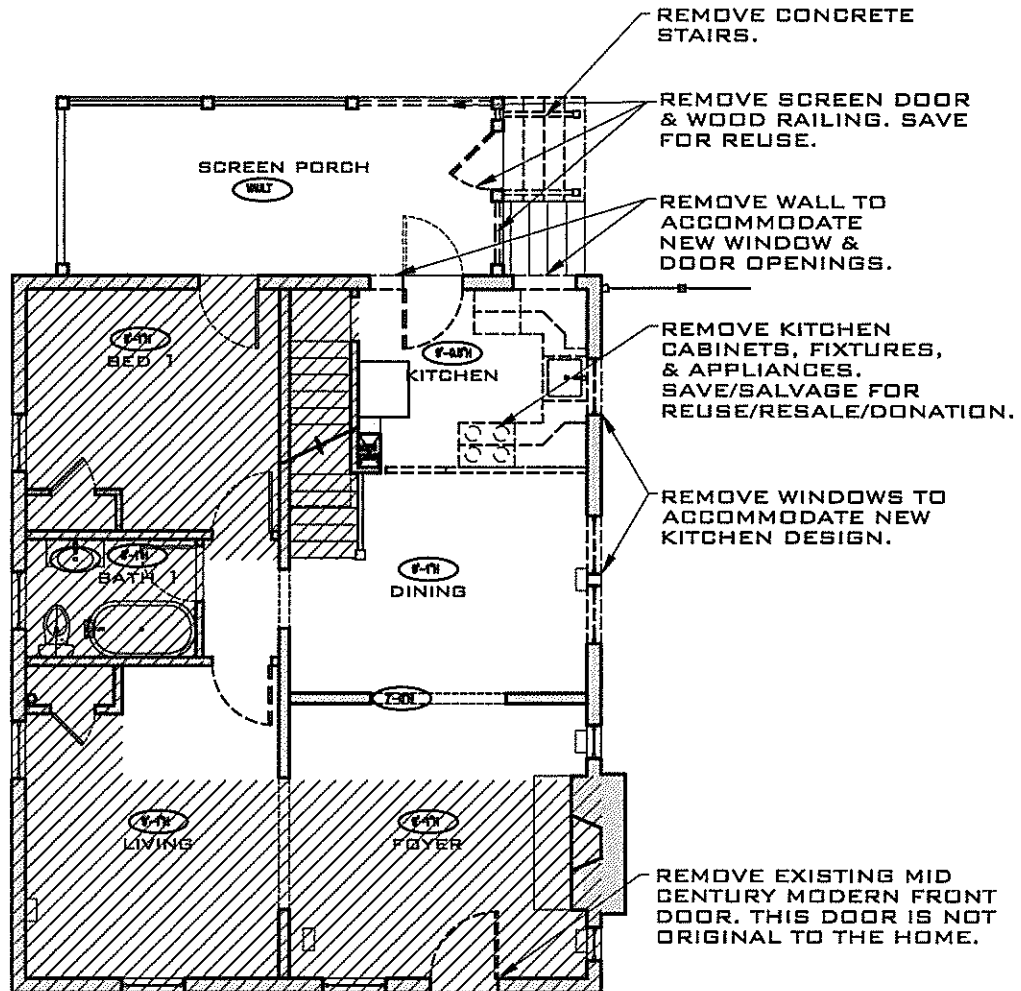 REMOVE CONCRETE
STAIRS.
REMOVE SCREEN DOOR
& WOOD RAILING. SAVE
FOR REUSE.
SCREEN PORCH
VAULT
REMOVE WALL TO
ACCOMMODATE
NEW WINDOW &
DOOR OPENINGS.
BED 1
KITCHEN
REMOVE KITCHEN
CABINETS, FIXTURES,
& APPLIANCES.
SAVE/SALVAGE FOR
REUSE/RESALE/DONATION.
REMOVE WINDOWS TO
ACCOMMODATE NEW
KITCHEN DESIGN.
BATH 1
DINING
LIVING
FOYER
REMOVE EXISTING MID
CENTURY MODERN FRONT
DOOR. THIS DOOR IS NOT
ORIGINAL TO THE HOME.